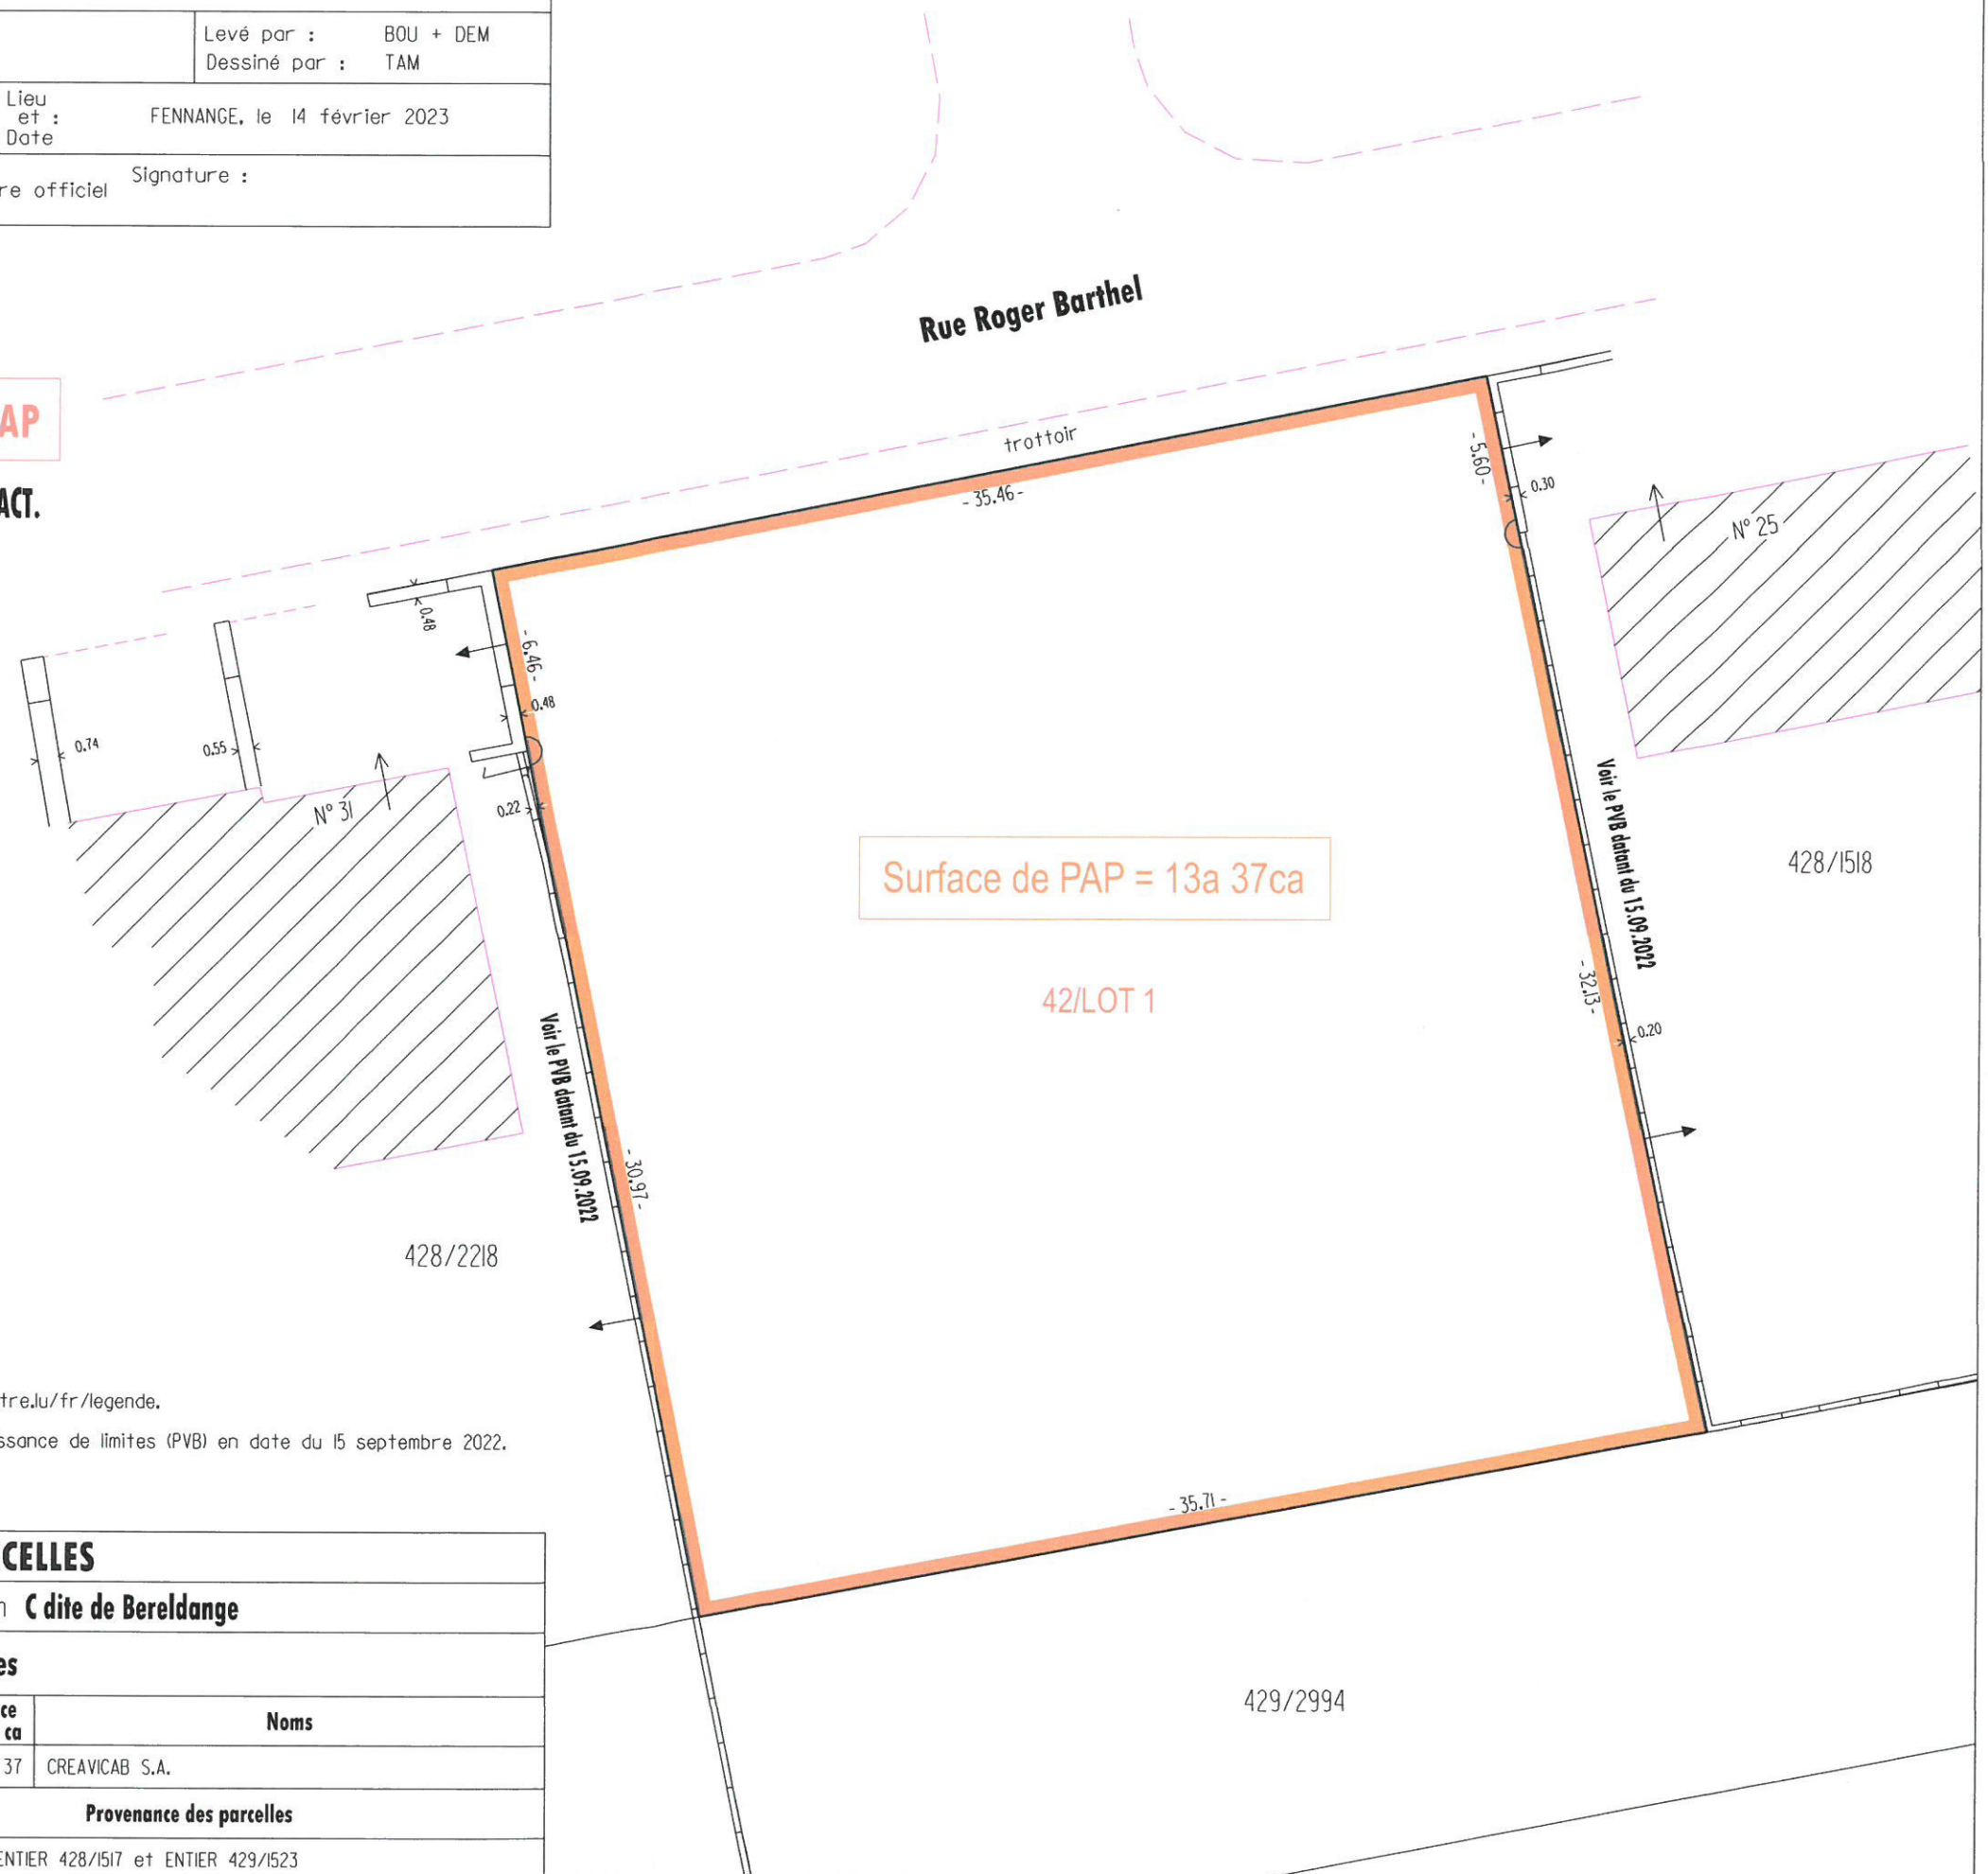 Levé par : BOU + DEM
Dessiné par : TAM
Lieu
et :
Date
FENNANGE, le 14 février 2023
re officiel
Signature :
Rue Roger Barthel
AP
ACT.
trottoir
- 35.46 -
- 5.60 -
0.30
N° 25
0.48
- 6.46 -
0.48
0.74
0.55
N° 31
0.22
Surface de PAP = 13a 37ca
Voir le PVB datant du 15.09.2022
428/1518
42/LOT 1
- 32.13 -
0.20
Voir le PVB datant du 15.09.2022
- 30.97 -
428/2218
tre.lu/fr/legende.
ssance de limites (PVB) en date du 15 septembre 2022.
- 35.71 -
CELLES
n C dite de Bereldange
es
ce
ca
Noms
37 CREAVICAB S.A.
Provenance des parcelles
ENTIER 428/1517 et ENTIER 429/1523
429/2994